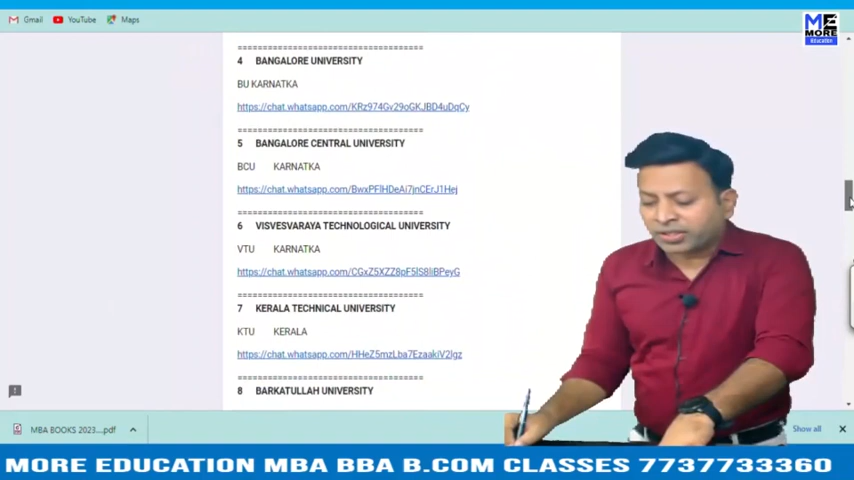 Gmail YouTube Maps
ME
MORE
Education
====================================
4 BANGALORE UNIVERSITY
BU KARNATKA
https://chat.whatsapp.com/KRz974Gv29oGKJBD4uDqCy
====================================
5 BANGALORE CENTRAL UNIVERSITY
BCU KARNATKA
https://chat.whatsapp.com/BwxPFlHDeAi7jnCErJ1Hej
====================================
6 VISVESVARAYA TECHNOLOGICAL UNIVERSITY
VTU KARNATKA
https://chat.whatsapp.com/CGxZ5XZZ8pF5lS8liBPeyG
====================================
7 KERALA TECHNICAL UNIVERSITY
KTU KERALA
https://chat.whatsapp.com/HHeZ5mzLba7EzaakiV2lgz
====================================
8 BARKATULLAH UNIVERSITY
MBA BOOKS 2023....pdf
Show all
MORE EDUCATION MBA BBA B.COM CLASSES 7737733360